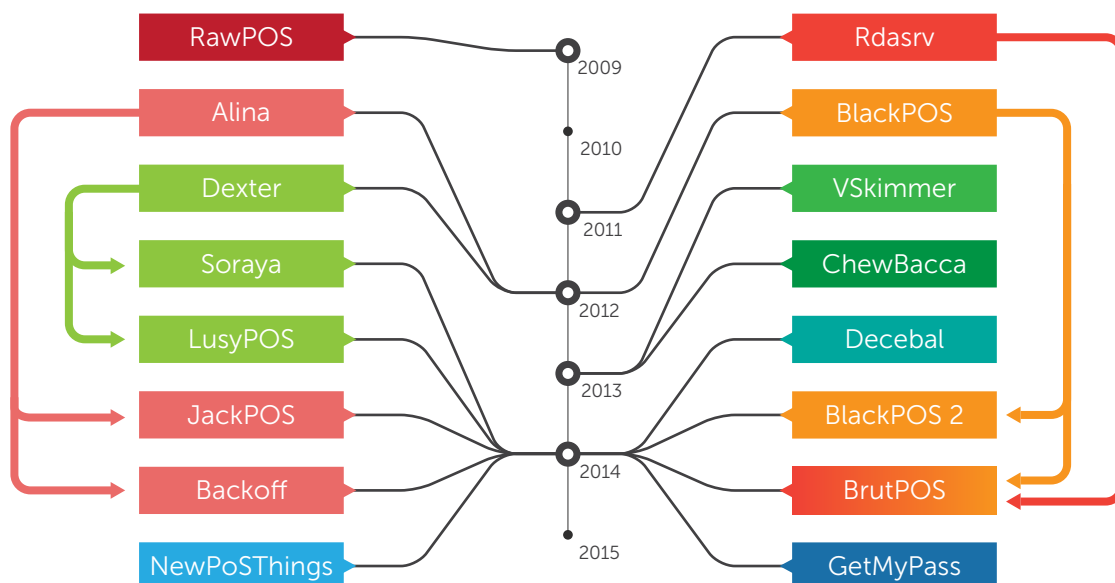 RawPOS
Alina
Dexter
Soraya
LusyPOS
JackPOS
Backoff
NewPoSThings
2009
2010
2011
2012
2013
2014
2015
Rdasrv
BlackPOS
VSkimmer
ChewBacca
Decebal
BlackPOS 2
BrutPOS
GetMyPass